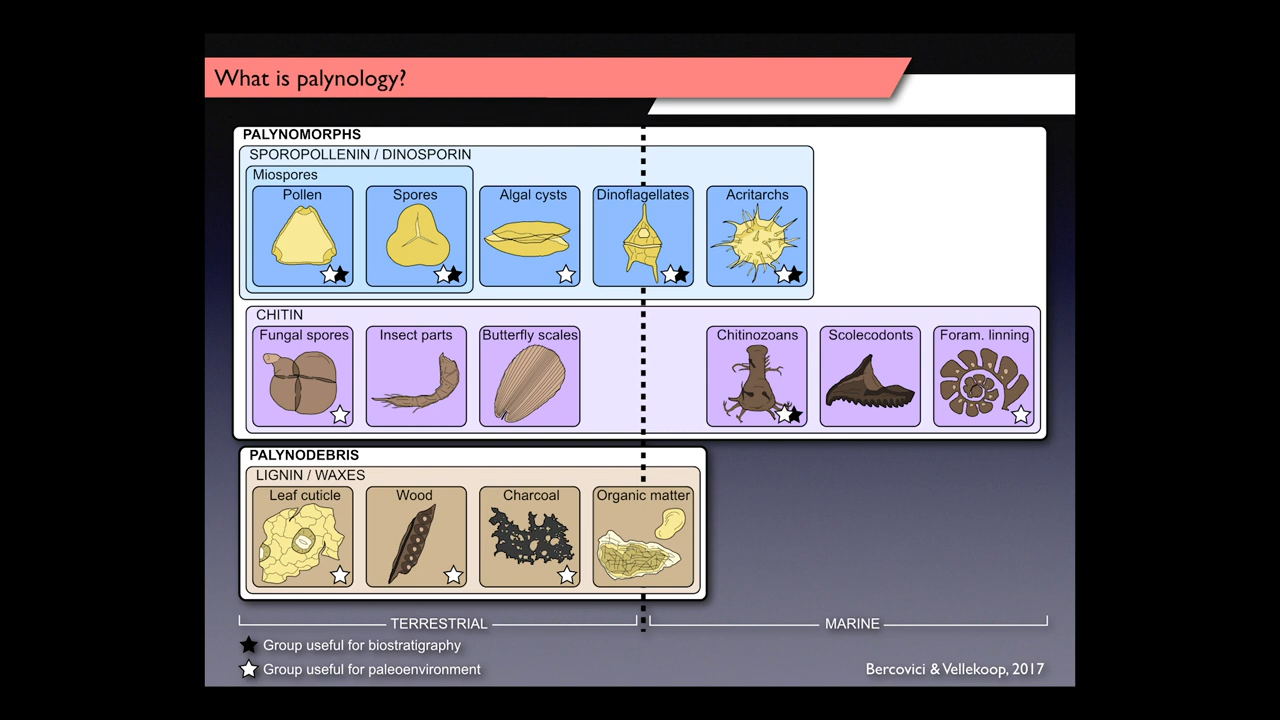 What is palynology?
PALYNOMORPHS
SPOROPOLLENIN / DINOSPORIN
Miospores
Pollen
Spores
Algal cysts
Dinoflagellates
Acritarchs
CHITIN
Fungal spores
Insect parts
Butterfly scales
Chitinozoans
Scolecodonts
Foram. linning
PALYNODEBRIS
LIGNIN / WAXES
Leaf cuticle
Wood
Charcoal
Organic matter
TERRESTRIAL
MARINE
Group useful for biostratigraphy
Group useful for paleoenvironment
Bercovici & Vellekoop, 2017